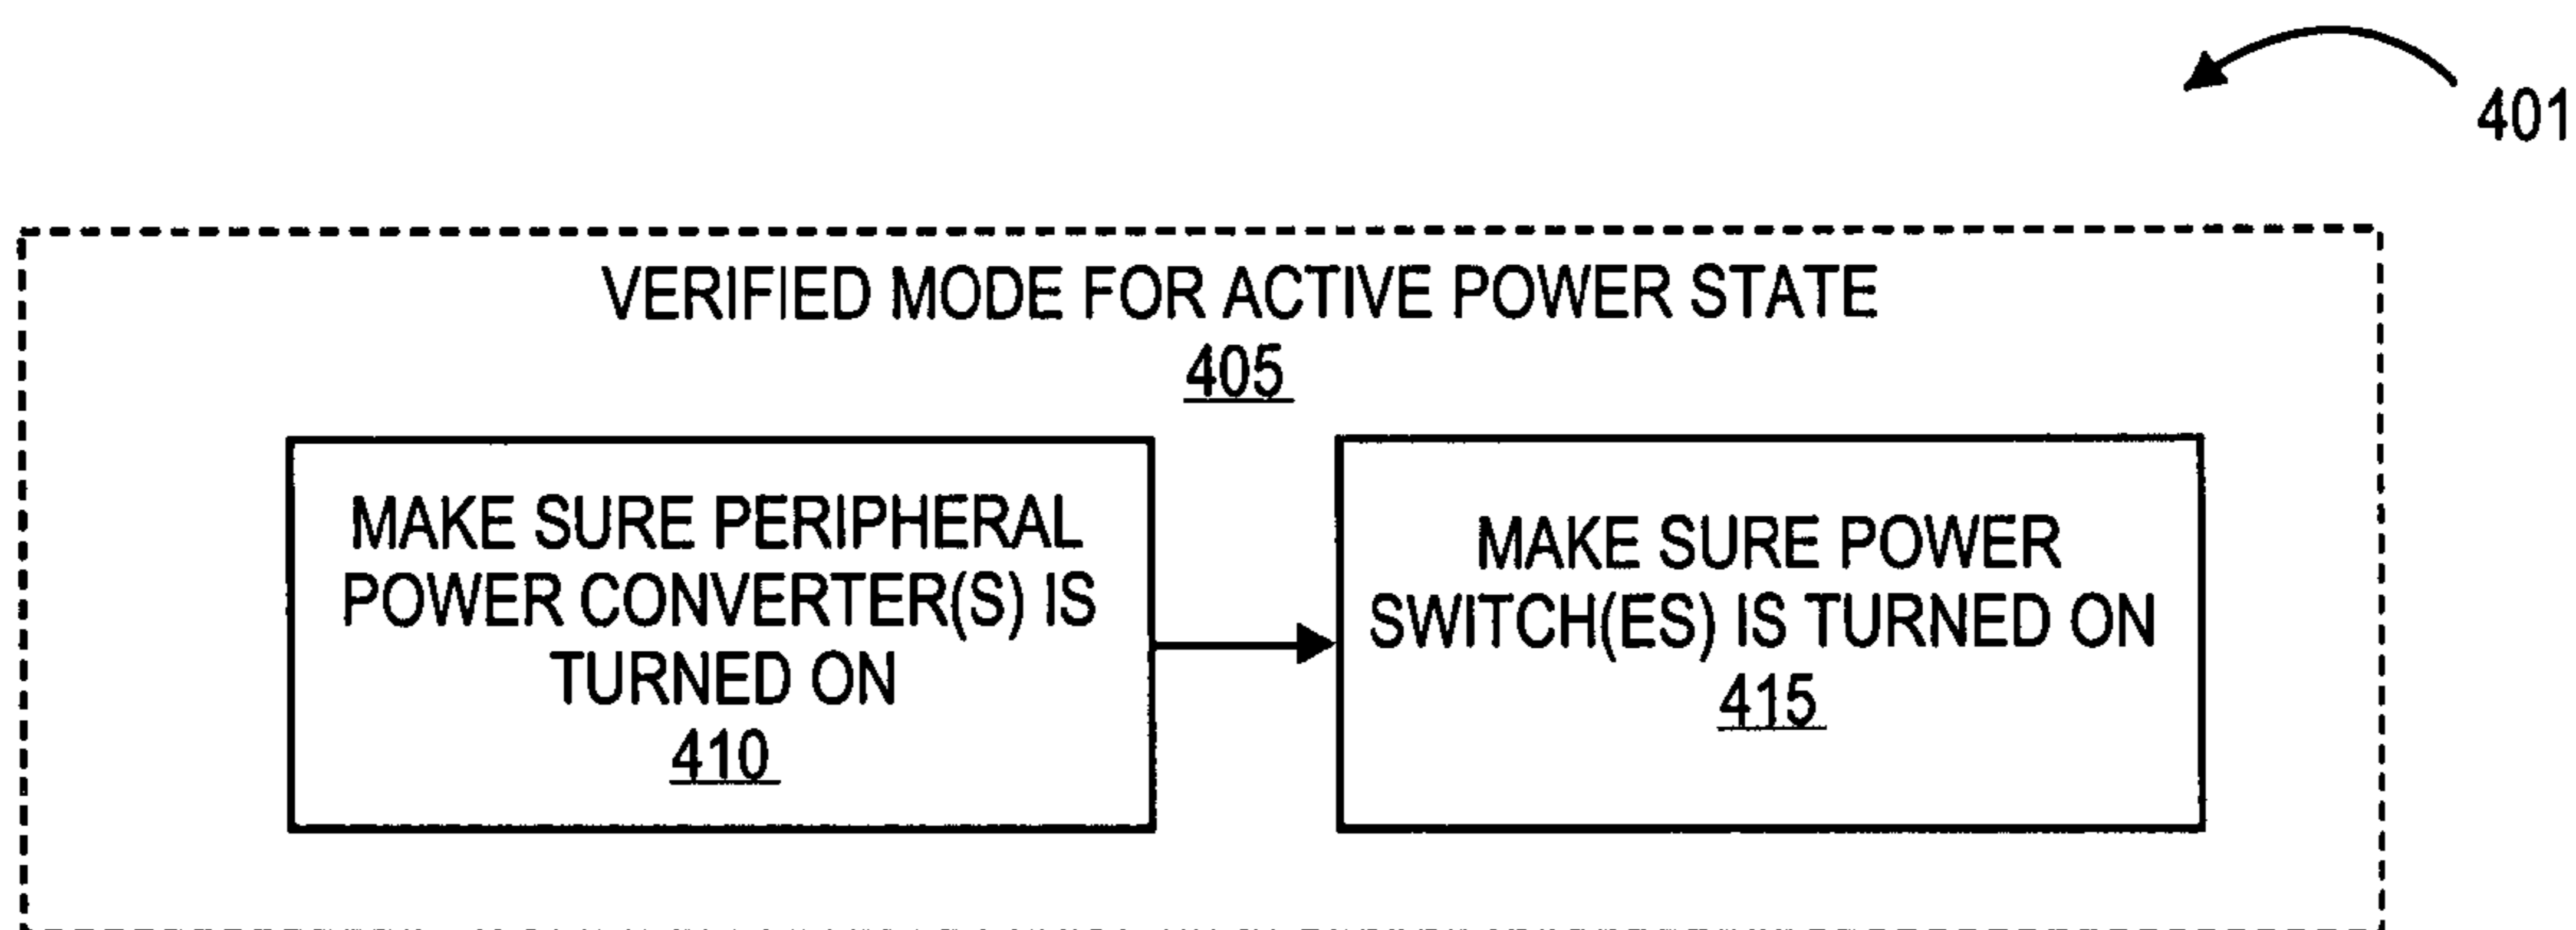 401
VERIFIED MODE FOR ACTIVE POWER STATE
405
MAKE SURE PERIPHERAL
POWER CONVERTER(S) IS
TURNED ON
410
MAKE SURE POWER
SWITCH(ES) IS TURNED ON
415